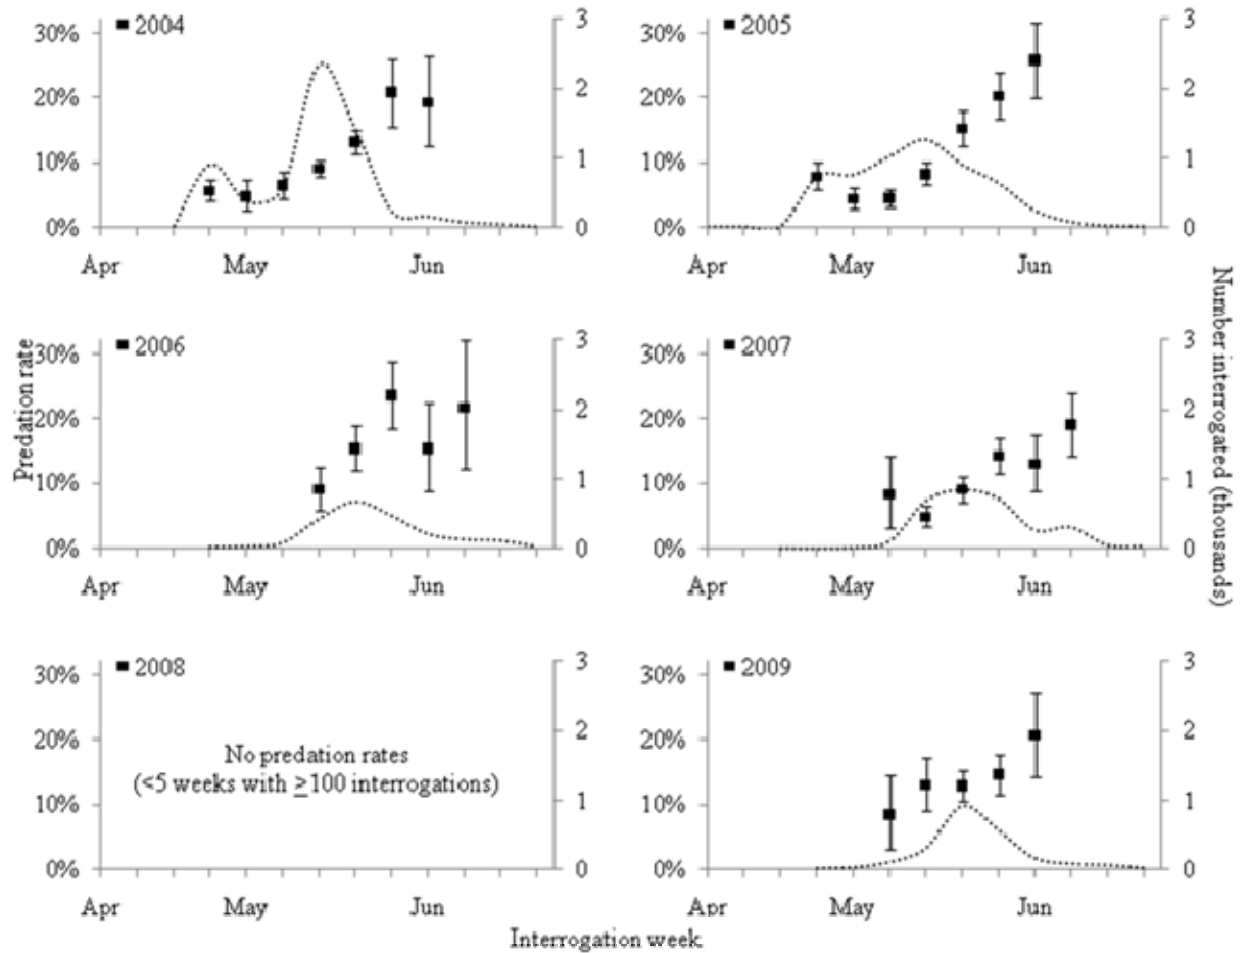 30% ■ 2004 3
20% 2
10% 1
0% 0
Apr May Jun
30% ■ 2005 3
20% 2
10% 1
0% 0
Apr May Jun
30% ■ 2006 3
20% 2
10% 1
0% 0
Apr May Jun
30% ■ 2007 3
20% 2
10% 1
0% 0
Apr May Jun
30% ■ 2008 3
20% 2
No predation rates
(<5 weeks with ≥100 interrogations)
10% 1
0% 0
Apr May Jun
30% ■ 2009 3
20% 2
10% 1
0% 0
Apr May Jun
Predation rate
Number interrogated (thousands)
Interrogation week